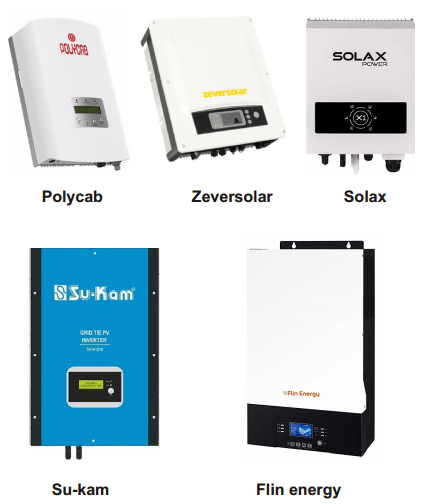 POLYCAB
zeversolar
SOLAX
POWER
X1
Polycab
Zeversolar
Solax
Su-Kam
GRID TIE PV
INVERTER
Flin Energy
Su-kam
Flin energy